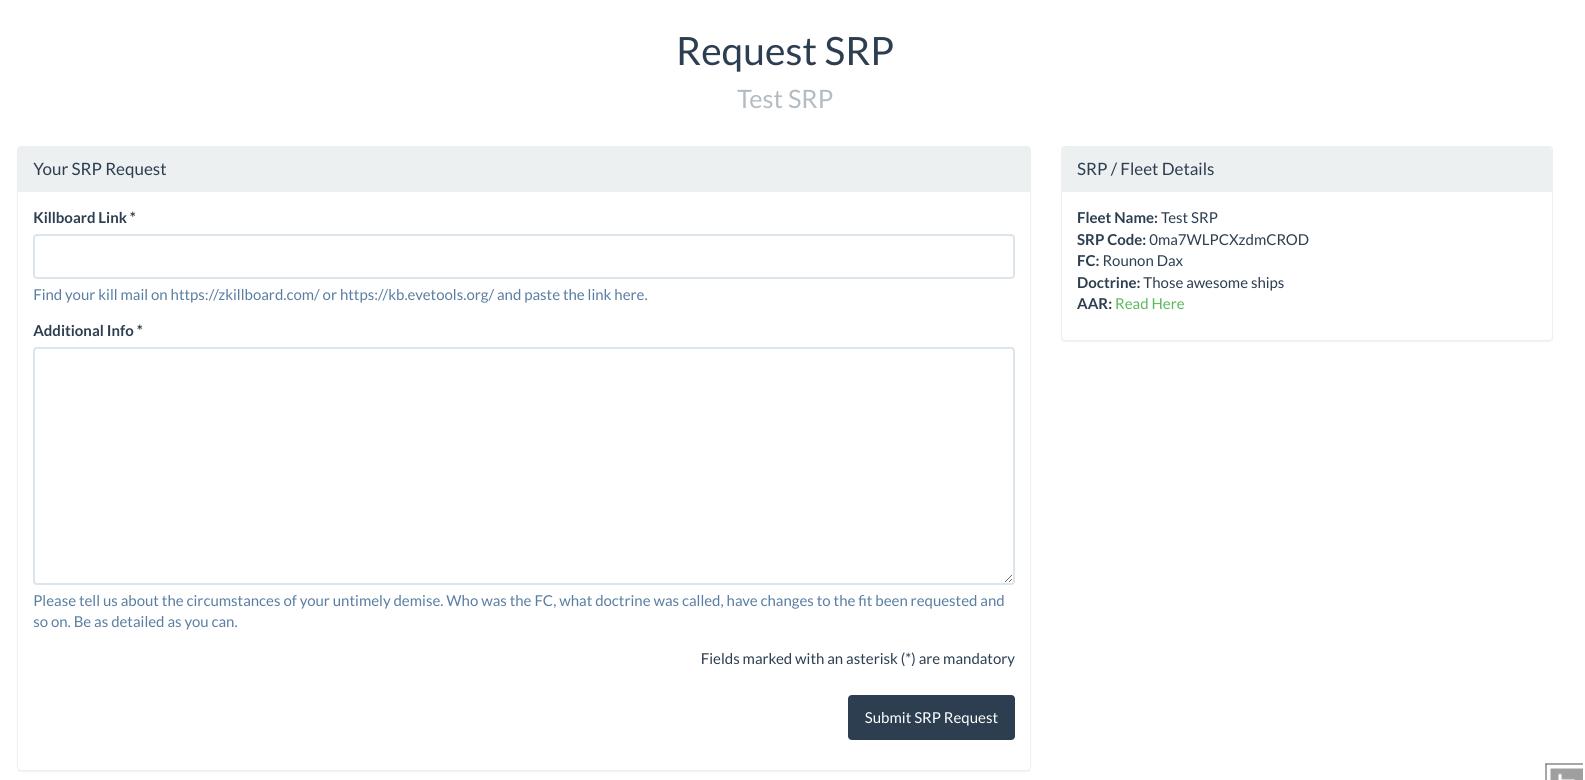 Request SRP
Test SRP
Your SRP Request
Killboard Link *
Find your kill mail on https://zkillboard.com/ or https://kb.evetools.org/ and paste the link here.
Additional Info *
Please tell us about the circumstances of your untimely demise. Who was the FC, what doctrine was called, have changes to the fit been requested and
so on. Be as detailed as you can.
Fields marked with an asterisk (*) are mandatory
Submit SRP Request
SRP / Fleet Details
Fleet Name: Test SRP
SRP Code: 0ma7WLPCXzdmCROD
FC: Rounon Dax
Doctrine: Those awesome ships
AAR: Read Here